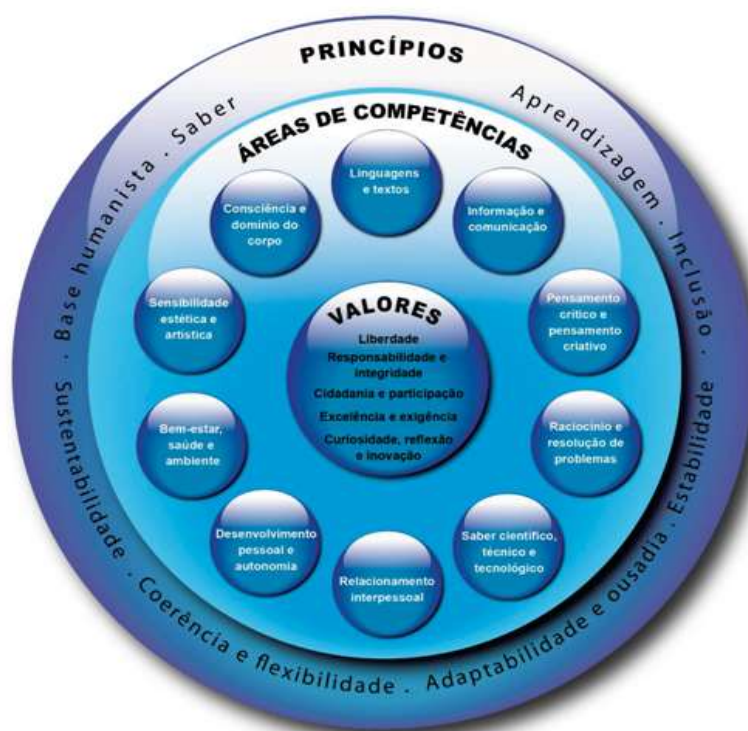 PRINCÍPIOS
Base humanista . Saber
Aprendizagem . Inclusão .
Estabilidade
. Adaptabilidade e ousadia .
Coerência e flexibilidade .
Sustentabilidade .
ÁREAS DE COMPETÊNCIAS
Linguagens
e textos
Informação e
comunicação
Pensamento
crítico e
pensamento
criativo
Raciocínio e
resolução de
problemas
Saber científico,
técnico e
tecnológico
Relacionamento
interpessoal
Desenvolvimento
pessoal e
autonomia
Bem-estar,
saúde e
ambiente
Sensibilidade
estética e
artística
Consciência e
domínio do
corpo
VALORES
Liberdade
Responsabilidade e
integridade
Cidadania e participação
Excelência e exigência
Curiosidade, reflexão
e inovação